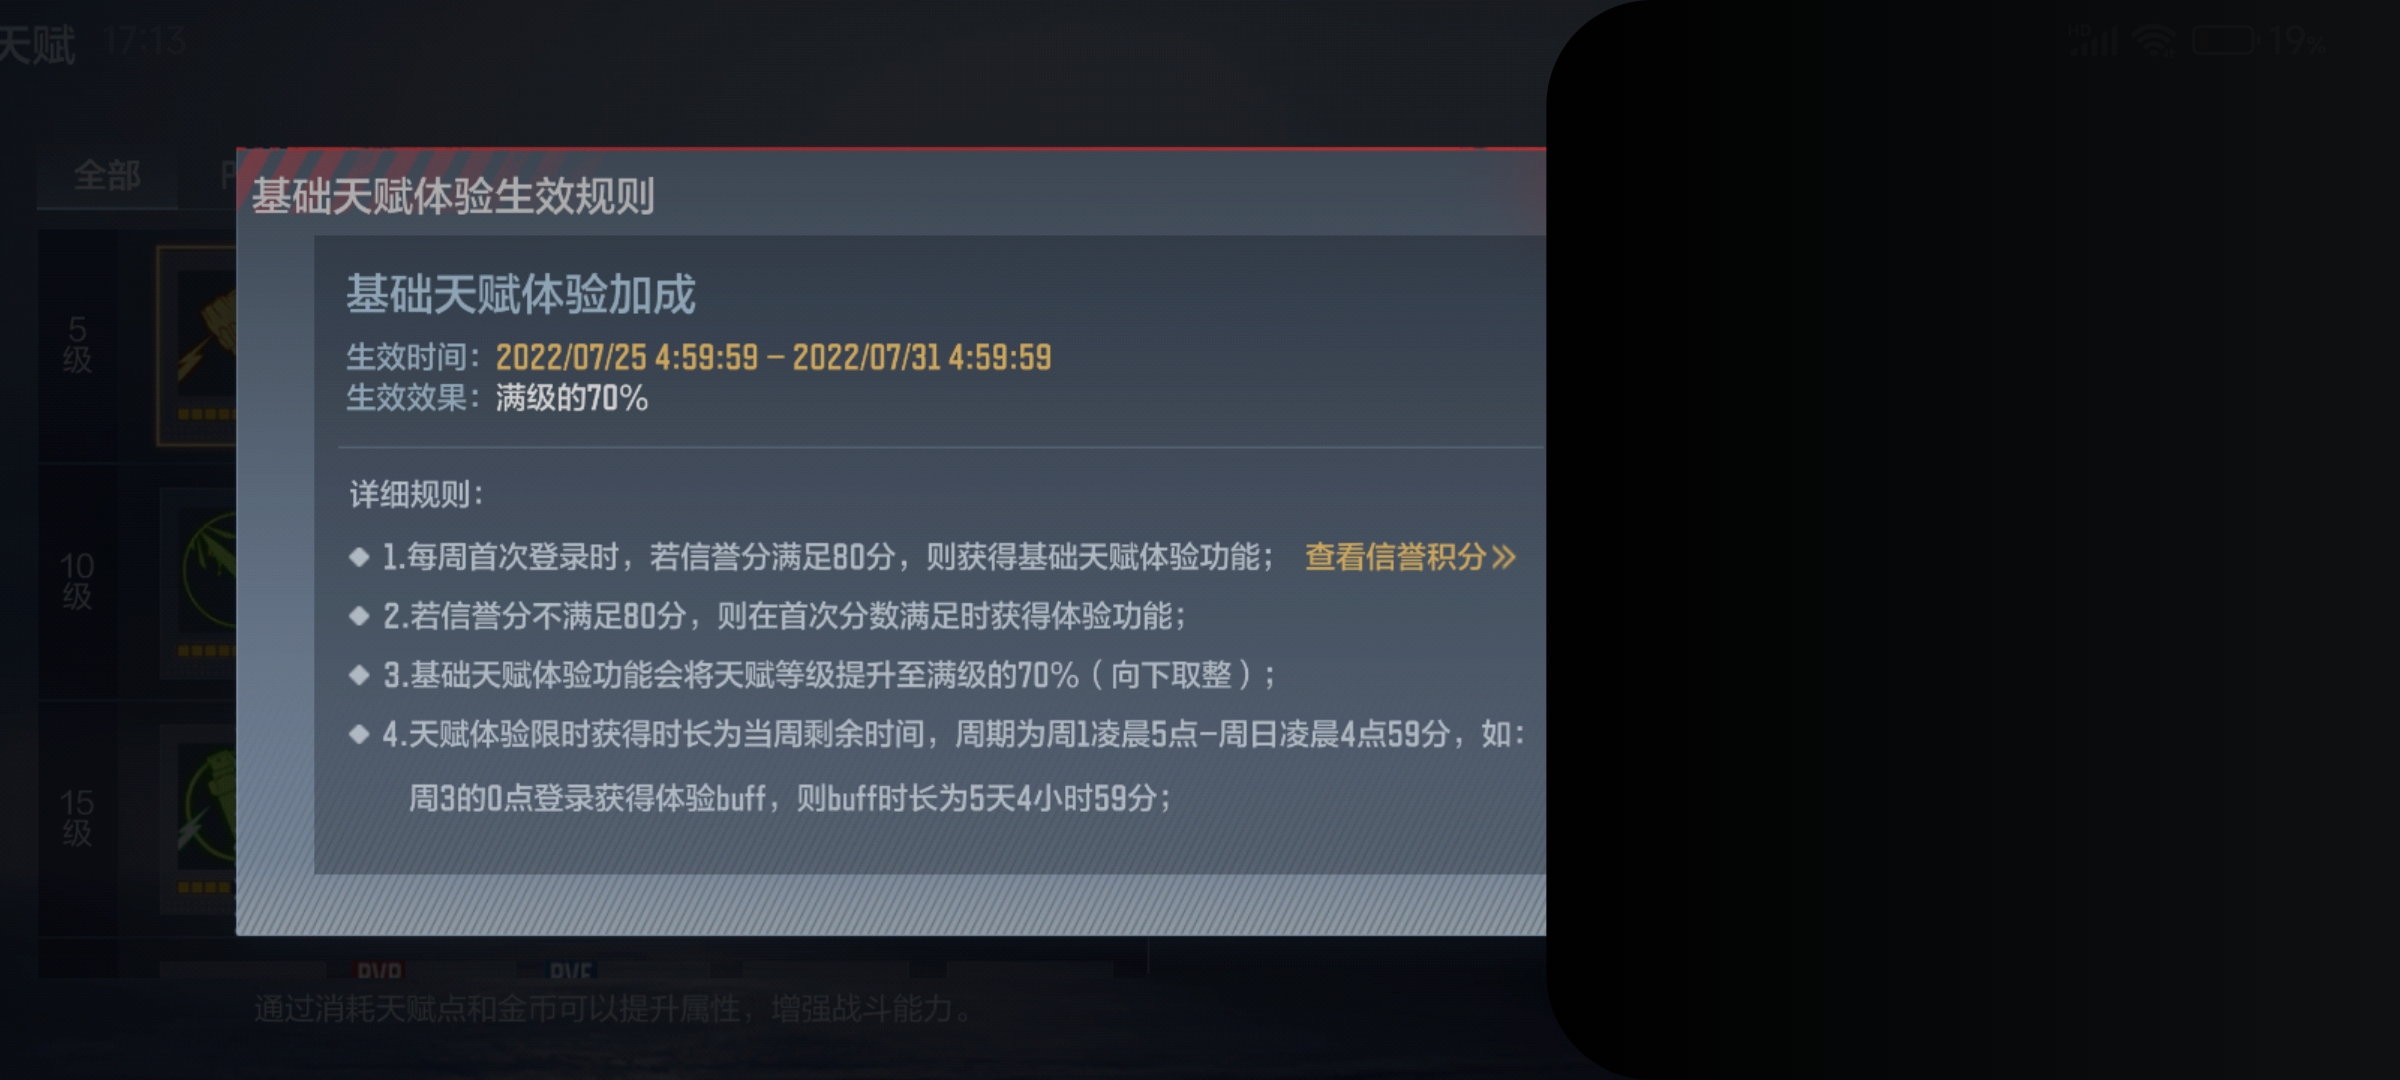 天赋 17:13
HD 19%
全部
基础天赋体验生效规则
基础天赋体验加成
生效时间：2022/07/25 4:59:59 – 2022/07/31 4:59:59
生效效果：满级的70%
详细规则：
1.每周首次登录时，若信誉分满足80分，则获得基础天赋体验功能； 查看信誉积分
2.若信誉分不满足80分，则在首次分数满足时获得体验功能；
3.基础天赋体验功能会将天赋等级提升至满级的70%（向下取整）；
4.天赋体验限时获得时长为当周剩余时间，周期为周1凌晨5点-周日凌晨4点59分，如：
周3的0点登录获得体验buff，则buff时长为5天4小时59分；
5
级
10
级
15
级
PVP PVE
通过消耗天赋点和金币可以提升属性，增强战斗能力。